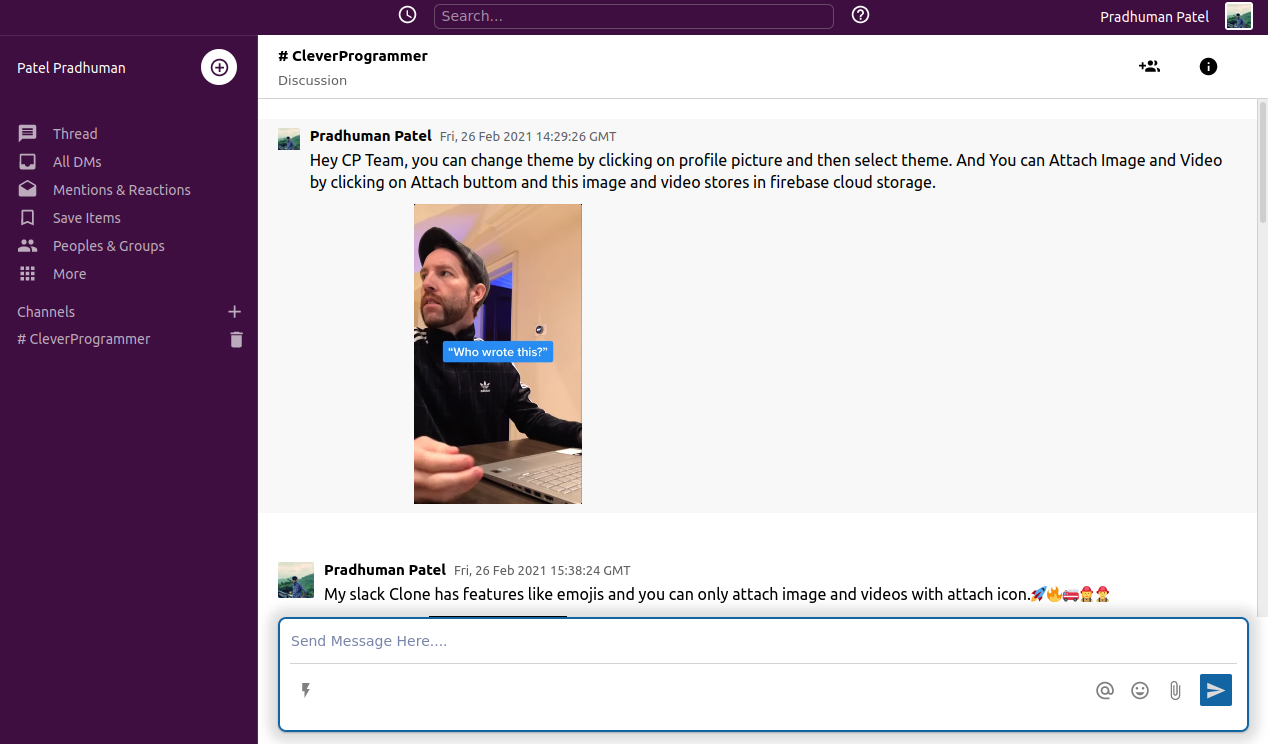 Search...
Pradhuman Patel
Patel Pradhuman
Thread
All DMs
Mentions & Reactions
Save Items
Peoples & Groups
More
Channels
# CleverProgrammer
# CleverProgrammer
Discussion
Pradhuman Patel Fri, 26 Feb 2021 14:29:26 GMT
Hey CP Team, you can change theme by clicking on profile picture and then select theme. And You can Attach Image and Video
by clicking on Attach buttom and this image and video stores in firebase cloud storage.
“Who wrote this?”
Pradhuman Patel Fri, 26 Feb 2021 15:38:24 GMT
My slack Clone has features like emojis and you can only attach image and videos with attach icon.🚀🔥🚒👨‍🚒👨‍🚒
Send Message Here....